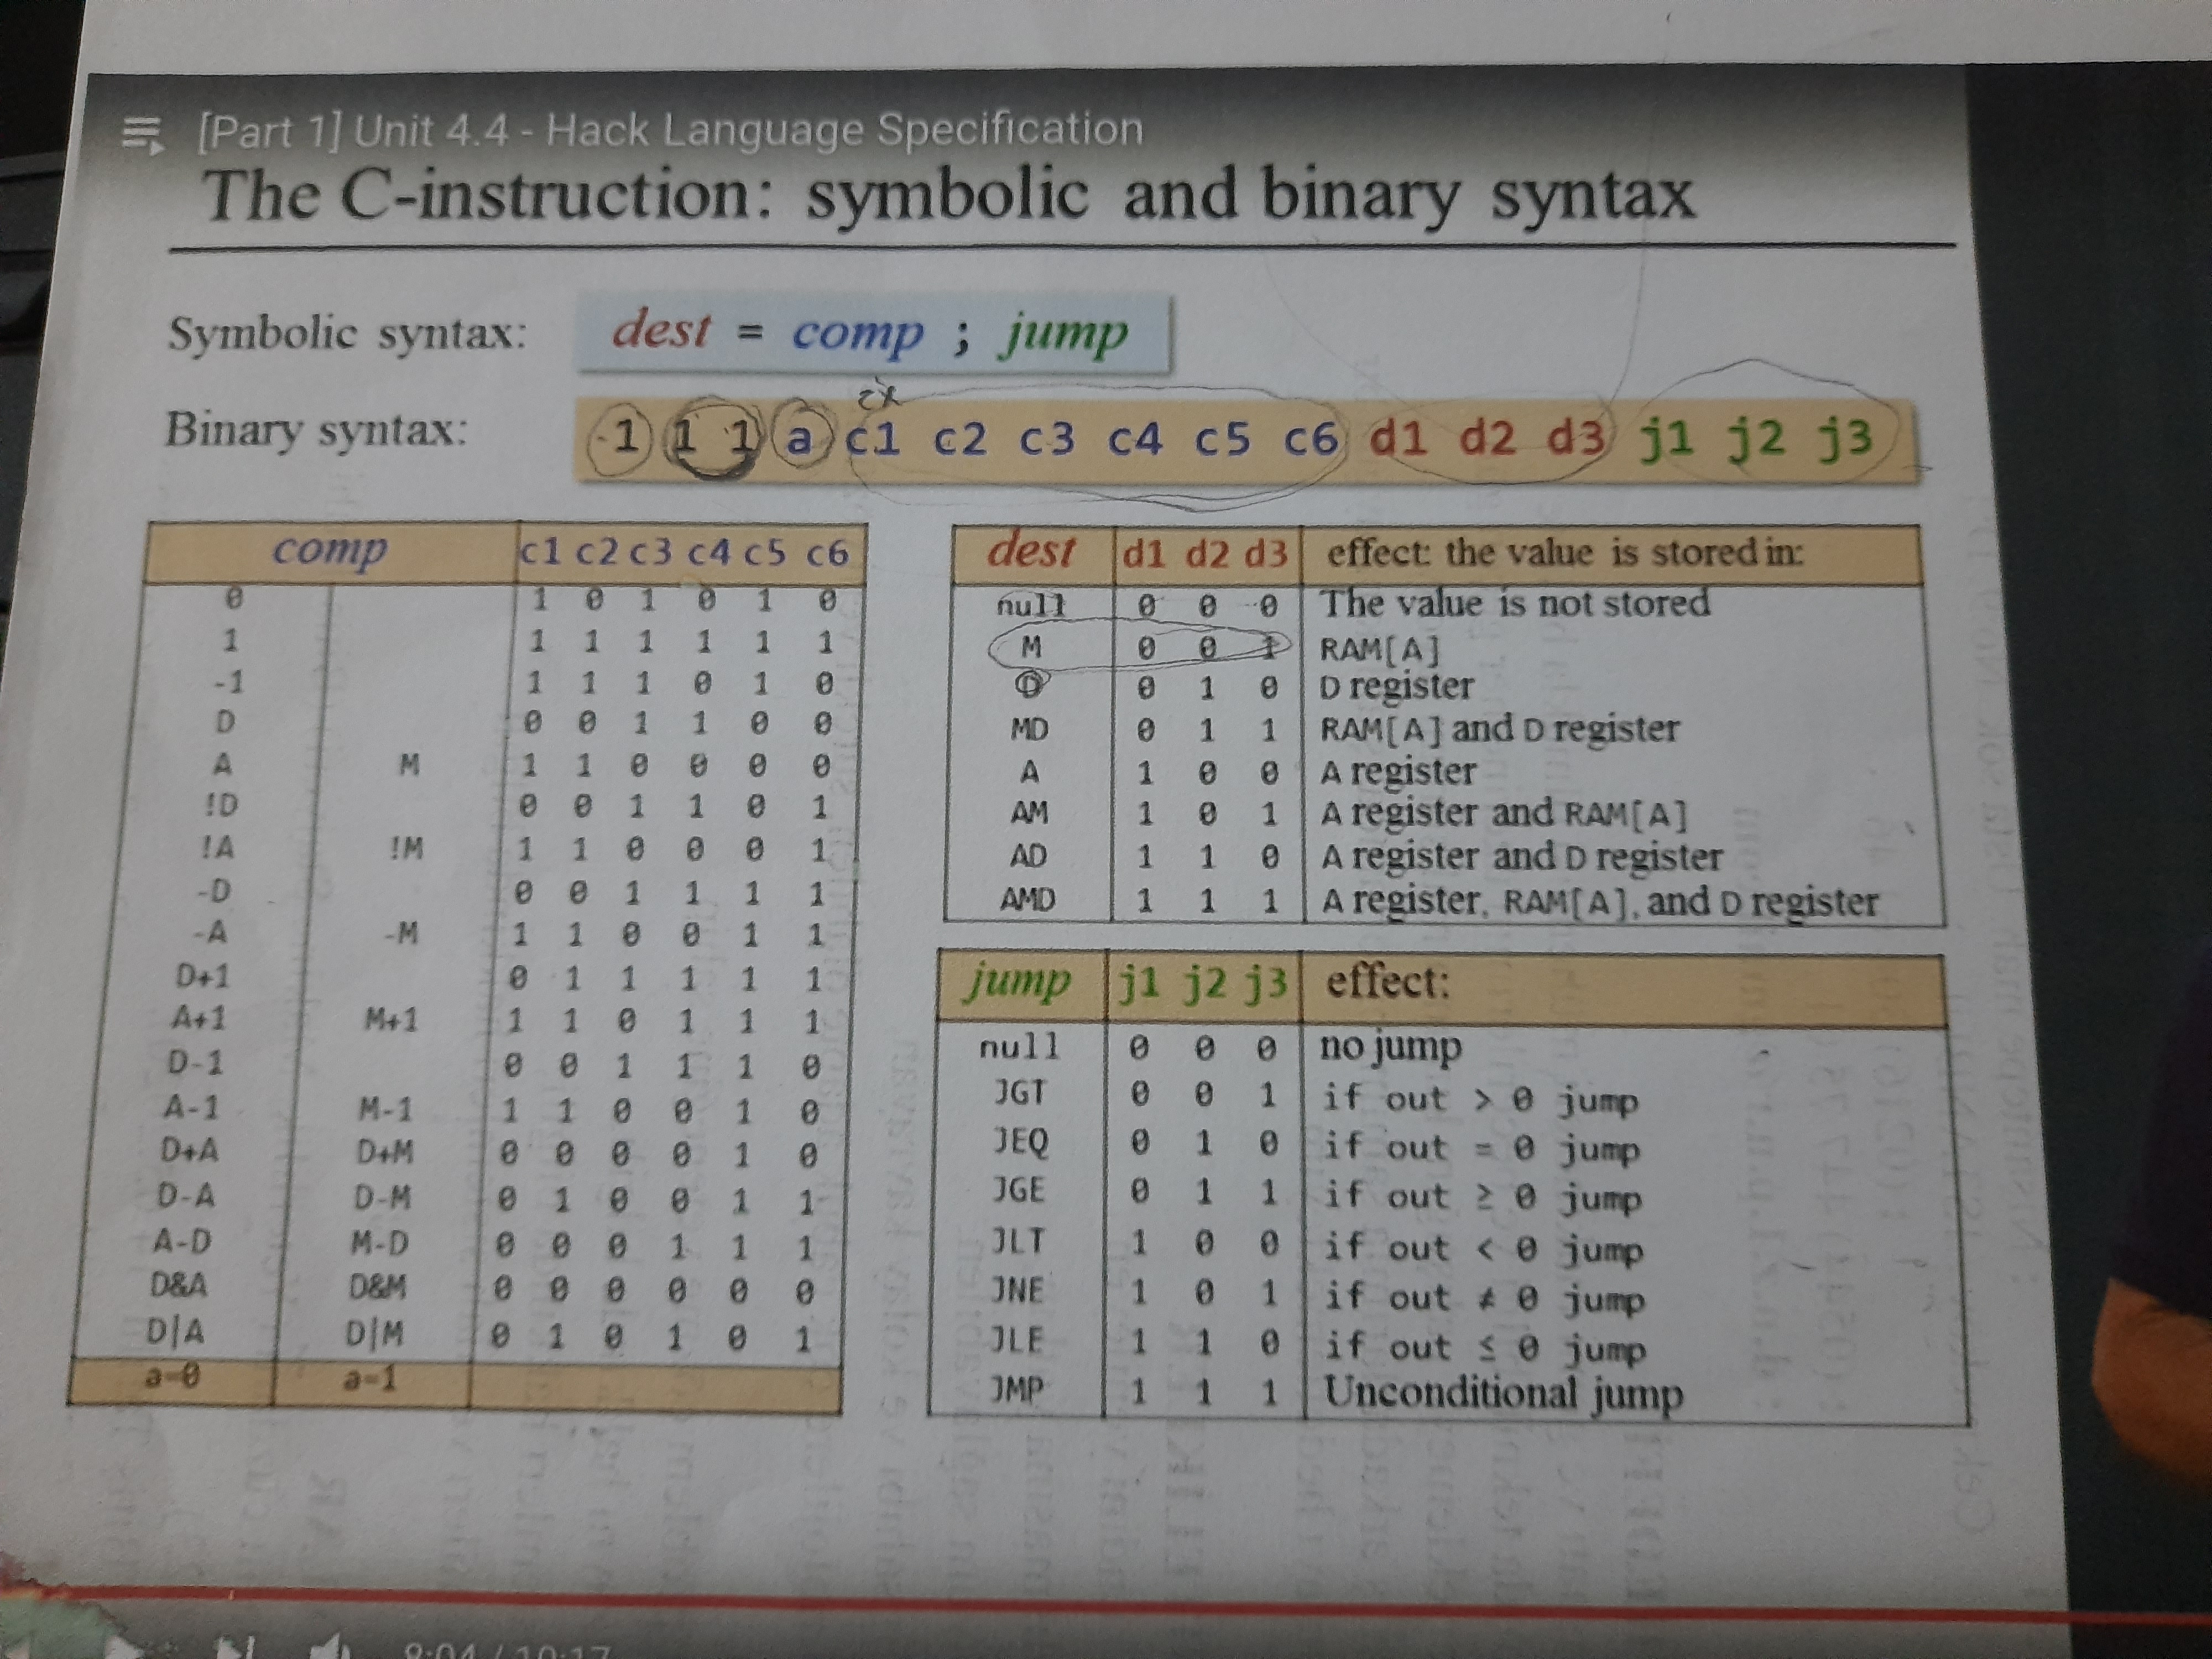 [Part 1] Unit 4.4 - Hack Language Specification
The C-instruction: symbolic and binary syntax
Symbolic syntax: dest = comp ; jump
Binary syntax: 1 1 1 a c1 c2 c3 c4 c5 c6 d1 d2 d3 j1 j2 j3
comp c1 c2 c3 c4 c5 c6
0 1 0 1 0 1 0
1 1 1 1 1 1 1
-1 1 1 1 0 1 0
D 0 0 1 1 0 0
A M 1 1 0 0 0 0
!D 0 0 1 1 0 1
!A !M 1 1 0 0 0 1
-D 0 0 1 1 1 1
-A -M 1 1 0 0 1 1
D+1 0 1 1 1 1 1
A+1 M+1 1 1 0 1 1 1
D-1 0 0 1 1 1 0
A-1 M-1 1 1 0 0 1 0
D+A D+M 0 0 0 0 1 0
D-A D-M 0 1 0 0 1 1
A-D M-D 0 0 0 1 1 1
D&A D&M 0 0 0 0 0 0
D|A D|M 0 1 0 1 0 1
a=0 a=1
dest d1 d2 d3 effect: the value is stored in:
null 0 0 0 The value is not stored
M 0 0 1 RAM[A]
D 0 1 0 D register
MD 0 1 1 RAM[A] and D register
A 1 0 0 A register
AM 1 0 1 A register and RAM[A]
AD 1 1 0 A register and D register
AMD 1 1 1 A register, RAM[A], and D register
jump j1 j2 j3 effect:
null 0 0 0 no jump
JGT 0 0 1 if out > 0 jump
JEQ 0 1 0 if out = 0 jump
JGE 0 1 1 if out ≥ 0 jump
JLT 1 0 0 if out < 0 jump
JNE 1 0 1 if out ≠ 0 jump
JLE 1 1 0 if out ≤ 0 jump
JMP 1 1 1 Unconditional jump
8:04 / 10:17